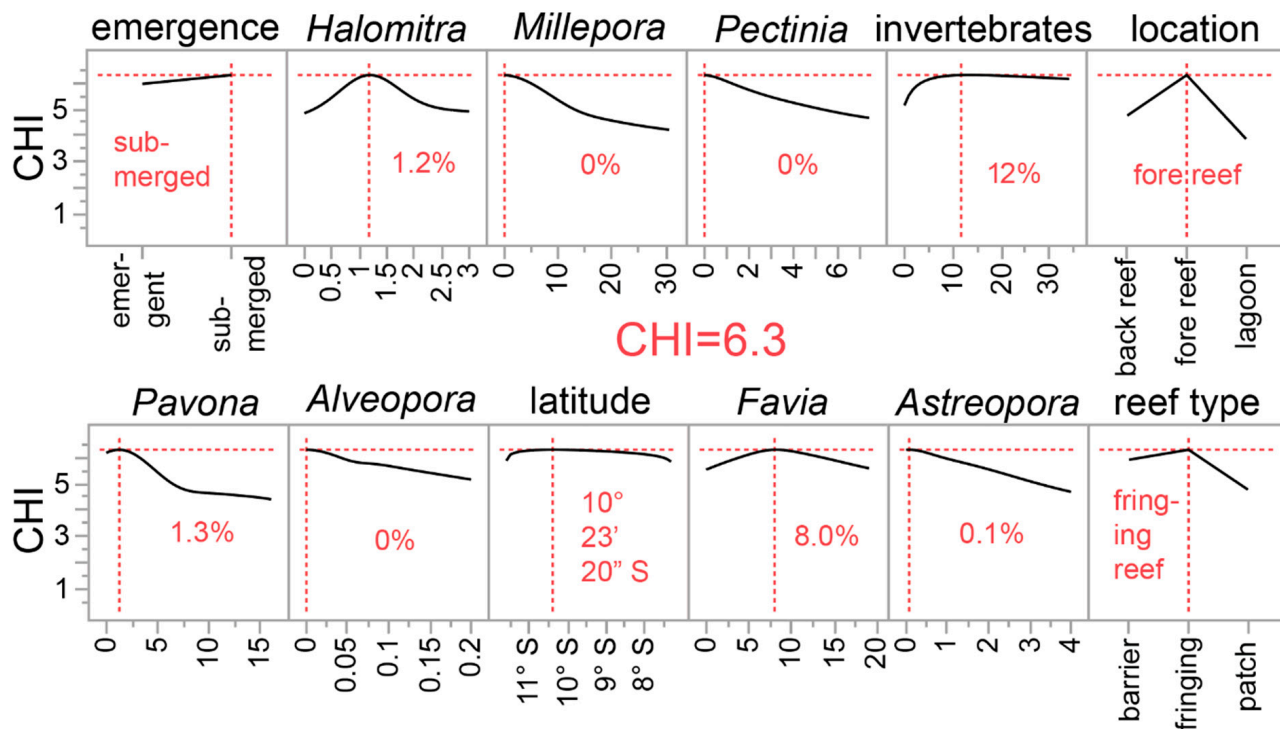 emergence Halomitra Millepora Pectinia invertebrates location
CHI
5
3
1
sub-
merged
1.2%
0%
0%
12%
fore reef
emer-
gent
sub-
merged
0 0.5 1 1.5 2 2.5 3
0 10 20 30
0 2 4 6
0 10 20 30
back reef
fore reef
lagoon
CHI=6.3
Pavona Alveopora latitude Favia Astreopora reef type
CHI
5
3
1
1.3%
0%
10°
23’
20” S
8.0%
0.1%
fring-
ing
reef
0 5 10 15
0 0.05 0.1 0.15 0.2
11° S 10° S 9° S 8° S
0 5 10 15 20
0 1 2 3 4
barrier
fringing
patch